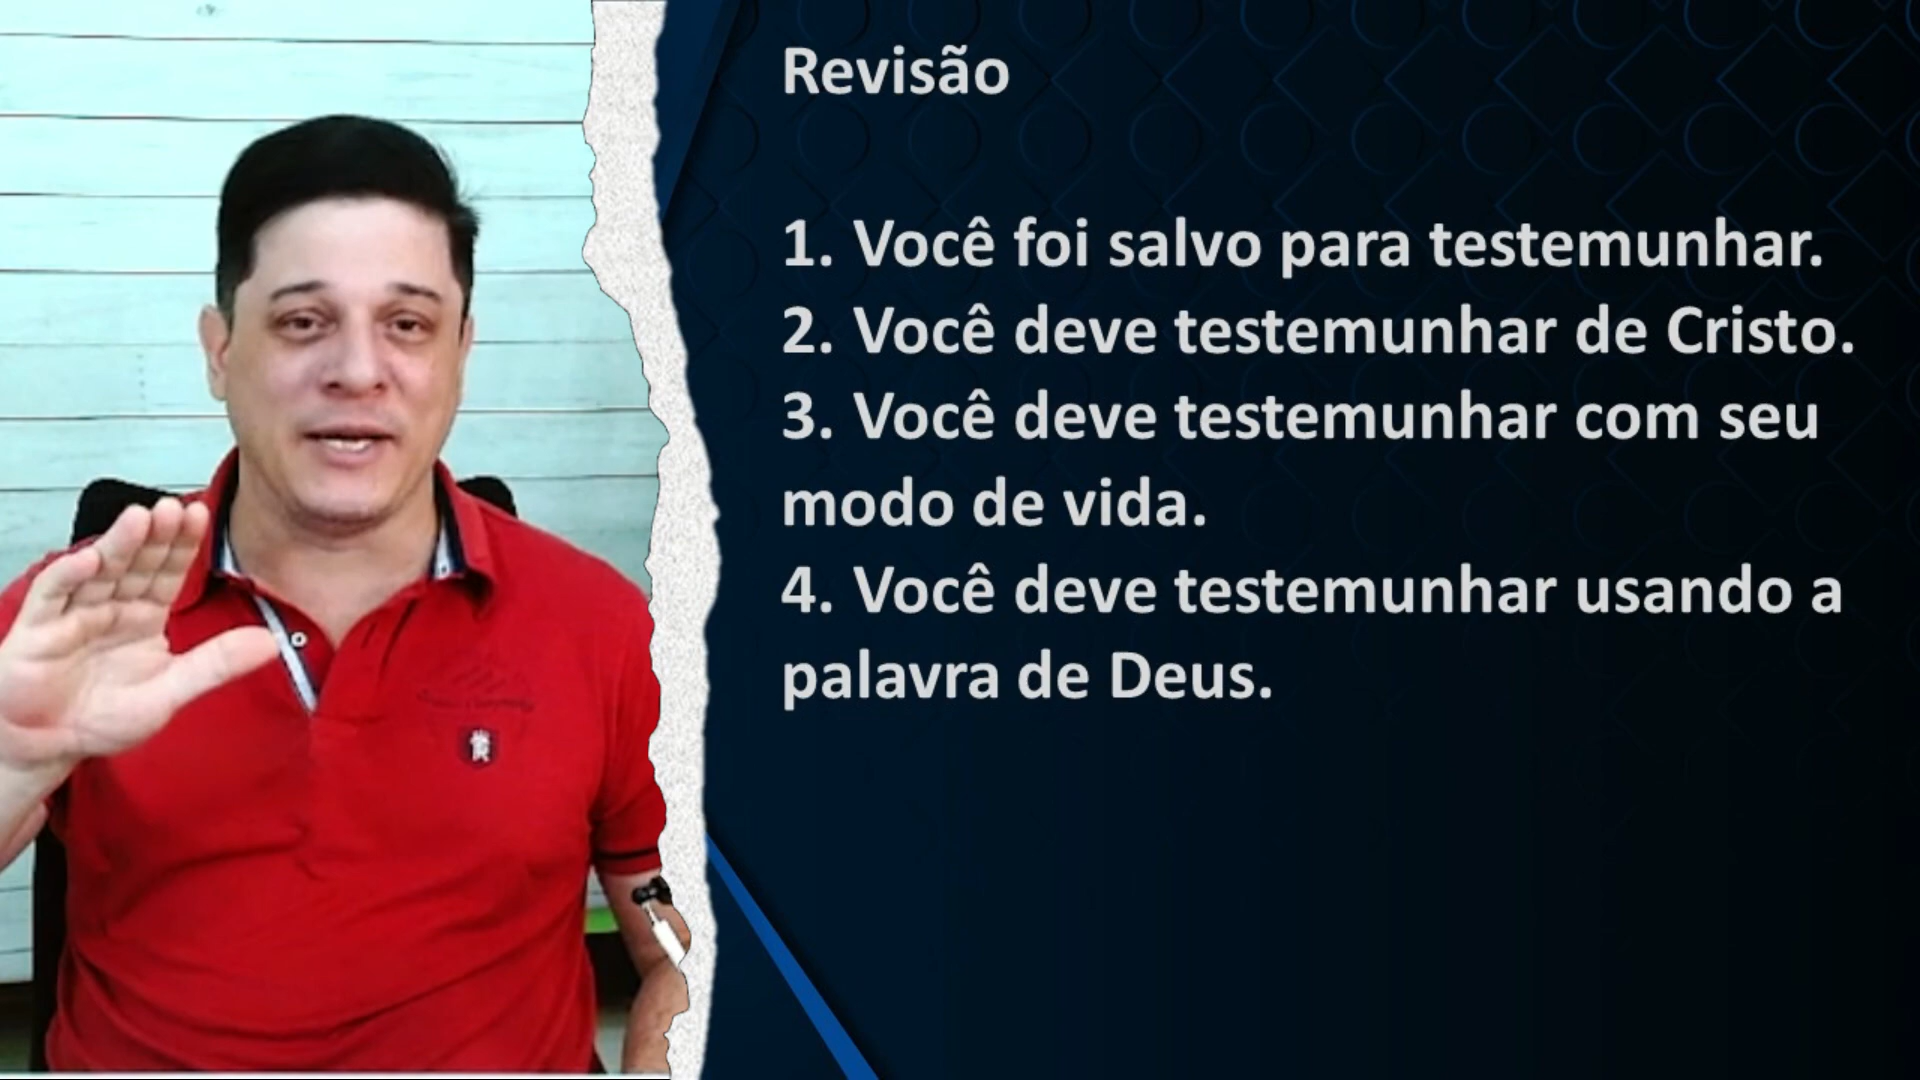 Revisão
1. Você foi salvo para testemunhar.
2. Você deve testemunhar de Cristo.
3. Você deve testemunhar com seu
modo de vida.
4. Você deve testemunhar usando a
palavra de Deus.